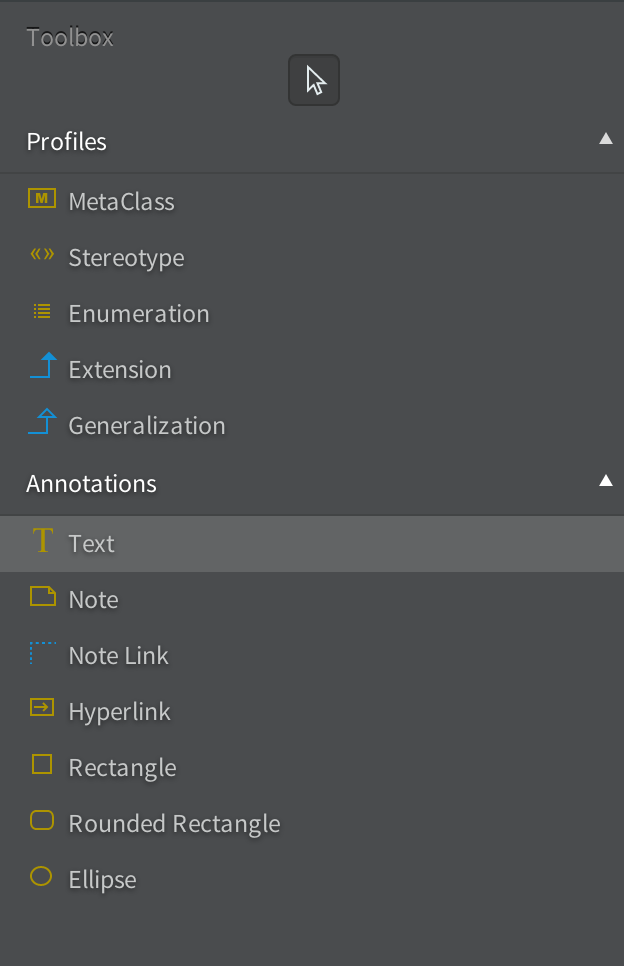 Toolbox
Profiles
M MetaClass
«» Stereotype
Enumeration
Extension
Generalization
Annotations
T Text
Note
Note Link
Hyperlink
Rectangle
Rounded Rectangle
Ellipse